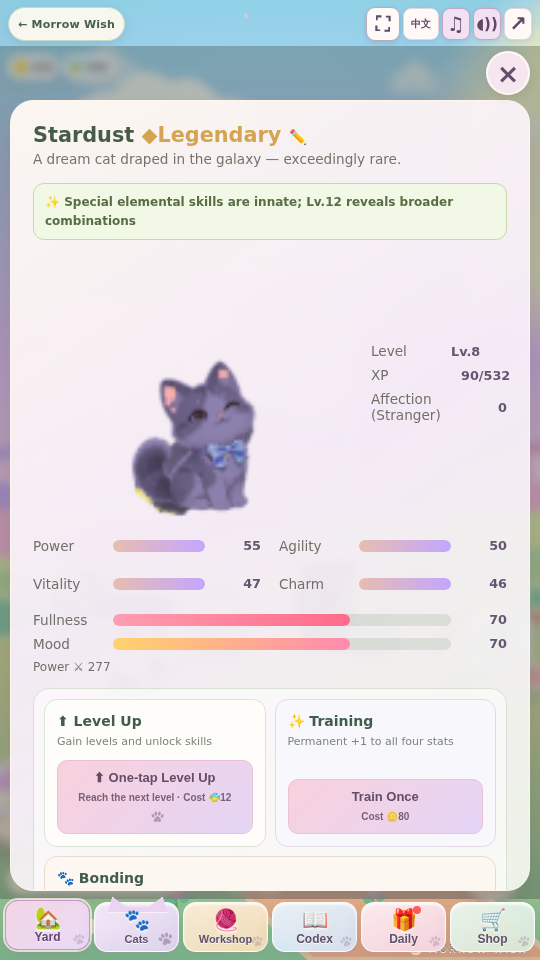 ← Morrow Wish
中文
Stardust ◆Legendary ✏️
A dream cat draped in the galaxy — exceedingly rare.
✨ Special elemental skills are innate; Lv.12 reveals broader
combinations
Level Lv.8
XP 90/532
Affection
(Stranger) 0
Power 55 Agility 50
Vitality 47 Charm 46
Fullness 70
Mood 70
Power ⚔ 277
⬆ Level Up
Gain levels and unlock skills
⬆ One-tap Level Up
Reach the next level · Cost 12
✨ Training
Permanent +1 to all four stats
Train Once
Cost 80
🐾 Bonding
Yard Cats Workshop Codex Daily Shop